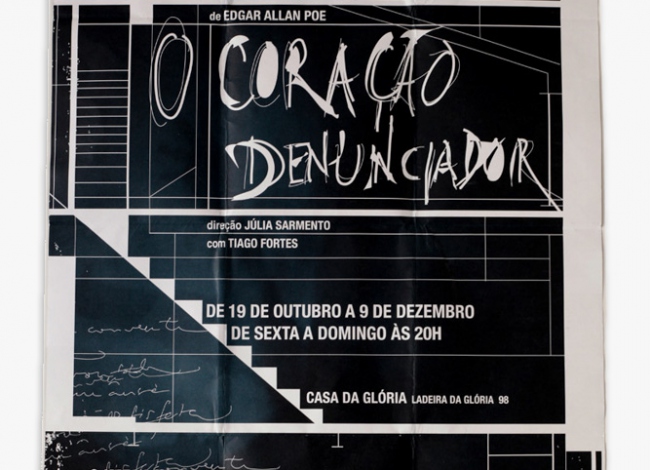 de EDGAR ALLAN POE
O CORAÇÃO
DENUNCIADOR
direção JÚLIA SARMENTO
com TIAGO FORTES
DE 19 DE OUTUBRO A 9 DE DEZEMBRO
DE SEXTA A DOMINGO ÀS 20H
CASA DA GLÓRIA LADEIRA DA GLÓRIA 98